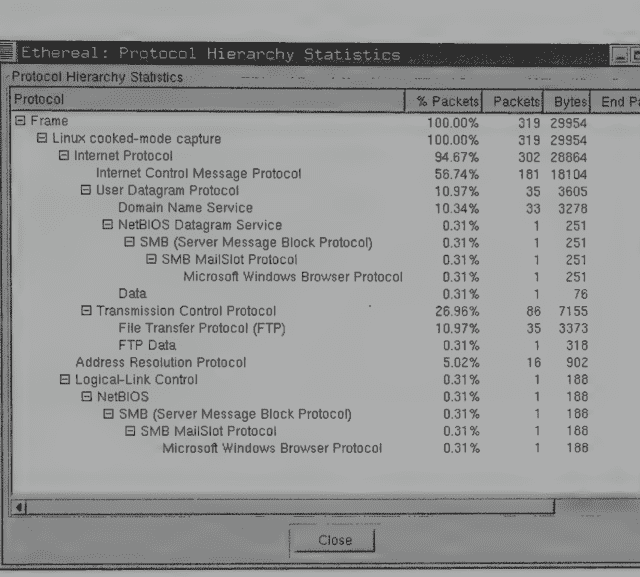 Ethereal: Protocol Hierarchy Statistics
Protocol Hierarchy Statistics
Protocol % Packets Packets Bytes End Pa
Frame 100.00% 319 29954
Linux cooked-mode capture 100.00% 319 29954
Internet Protocol 94.67% 302 28864
Internet Control Message Protocol 56.74% 181 18104
User Datagram Protocol 10.97% 35 3605
Domain Name Service 10.34% 33 3278
NetBIOS Datagram Service 0.31% 1 251
SMB (Server Message Block Protocol) 0.31% 1 251
SMB MailSlot Protocol 0.31% 1 251
Microsoft Windows Browser Protocol 0.31% 1 251
Data 0.31% 1 76
Transmission Control Protocol 26.96% 86 7155
File Transfer Protocol (FTP) 10.97% 35 3373
FTP Data 0.31% 1 318
Address Resolution Protocol 5.02% 16 902
Logical-Link Control 0.31% 1 188
NetBIOS 0.31% 1 188
SMB (Server Message Block Protocol) 0.31% 1 188
SMB MailSlot Protocol 0.31% 1 188
Microsoft Windows Browser Protocol 0.31% 1 188
Close